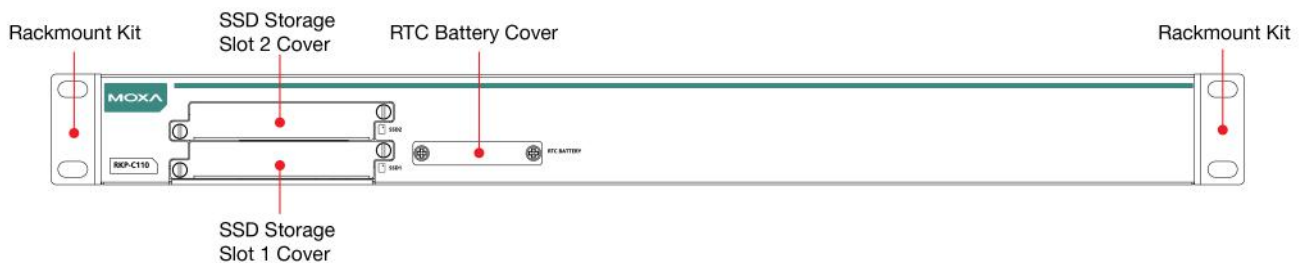 Rackmount Kit
SSD Storage
Slot 2 Cover
RTC Battery Cover
Rackmount Kit
MOXA
SSD2
RKP-C110
SSD1
RTC BATTERY
SSD Storage
Slot 1 Cover